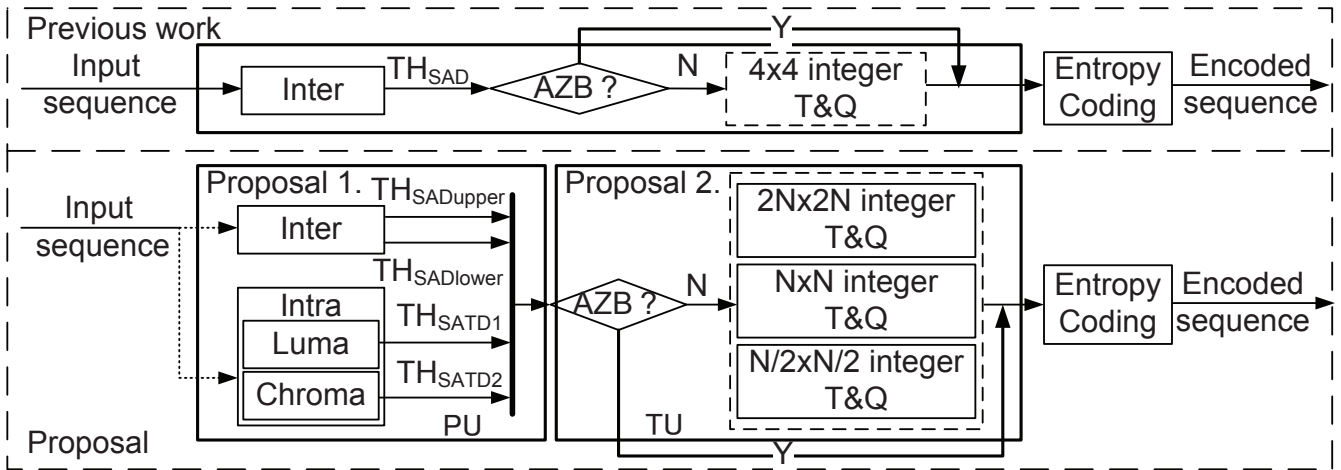 Previous work
Input
sequence
Inter
TH_SAD
AZB ?
Y
N
4x4 integer
T&Q
Entropy
Coding
Encoded
sequence
Proposal 1.
Input
sequence
Inter
TH_SADupper
TH_SADlower
Intra
Luma
Chroma
TH_SATD1
TH_SATD2
PU
Proposal 2.
AZB ?
N
2Nx2N integer
T&Q
NxN integer
T&Q
N/2xN/2 integer
T&Q
TU
Y
Entropy
Coding
Encoded
sequence
Proposal